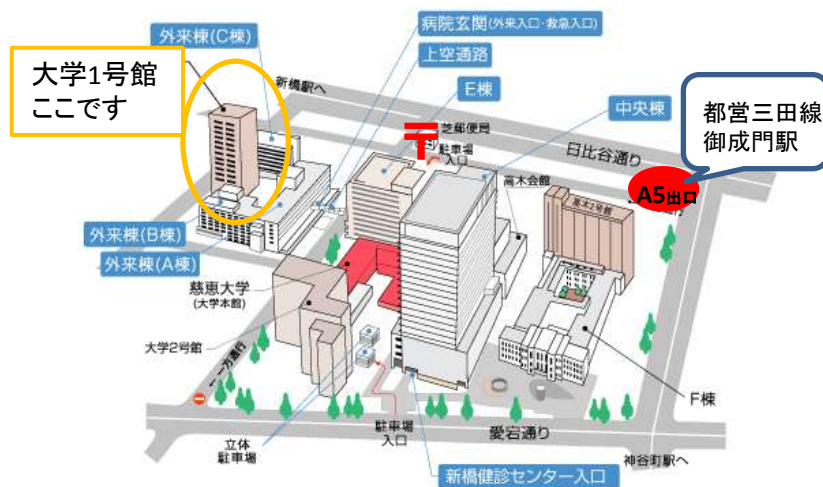 病院玄関(外来入口・救急入口)
外来棟(C棟)
上空通路
大学1号館
ここです
新橋駅へ
E棟
中央棟
都営三田線
御成門駅
芝郵便局
〒
駐車場
入口
日比谷通り
高木会館
A5出口
高木2号館
外来棟(B棟)
外来棟(A棟)
慈恵大学
(大学本館)
大学2号館
一方通行
F棟
立体
駐車場
駐車場
入口
愛宕通り
神谷町駅へ
新橋健診センター入口